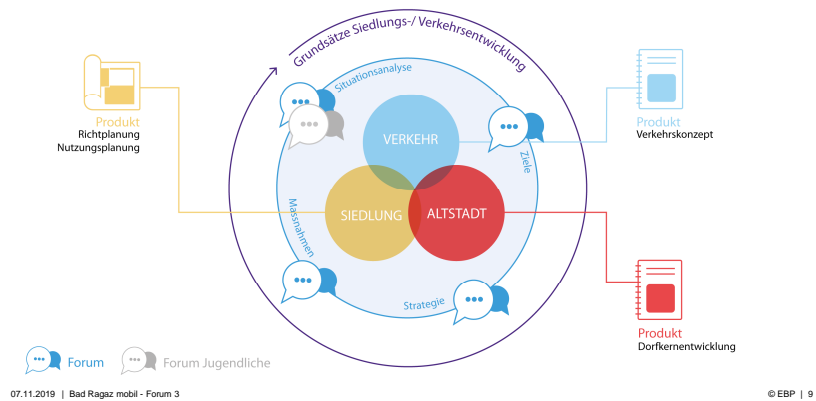 Grundsätze Siedlungs-/ Verkehrsentwicklung
Situationsanalyse
Produkt
Richtplanung
Nutzungsplanung
VERKEHR
Produkt
Verkehrskonzept
Ziele
SIEDLUNG
ALTSTADT
Massnahmen
Strategie
Produkt
Dorfkernentwicklung
Forum
Forum Jugendliche
07.11.2019 | Bad Ragaz mobil - Forum 3
© EBP | 9